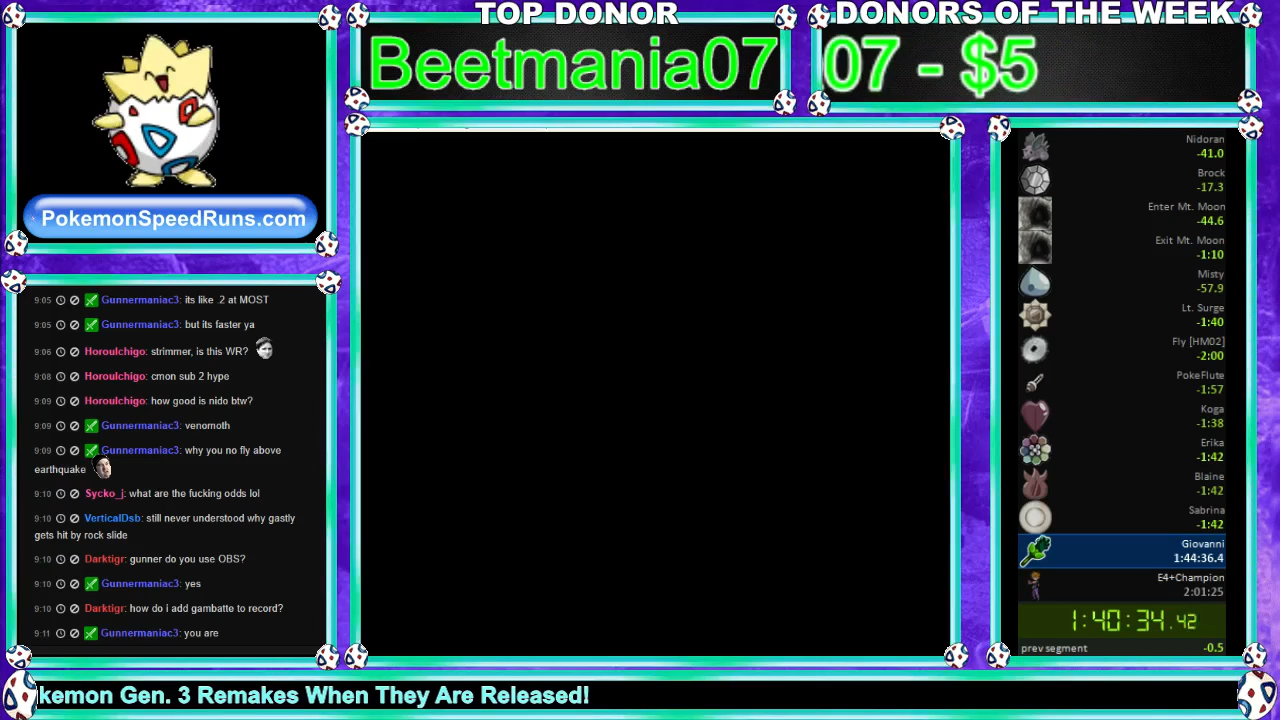 TOP DONOR
DONORS OF THE WEEK
Beetmania07
07 - $5
PokemonSpeedRuns.com
9:05 Gunnermaniac3: its like .2 at MOST
9:05 Gunnermaniac3: but its faster ya
9:06 HorouIchigo: strimmer, is this WR?
9:08 HorouIchigo: cmon sub 2 hype
9:09 HorouIchigo: how good is nido btw?
9:09 Gunnermaniac3: venomoth
9:09 Gunnermaniac3: why you no fly above
earthquake
9:10 Sycko_j: what are the fucking odds lol
9:10 VerticalDsb: still never understood why gastly
gets hit by rock slide
9:10 Darktigr: gunner do you use OBS?
9:10 Gunnermaniac3: yes
9:10 Darktigr: how do i add gambatte to record?
9:11 Gunnermaniac3: you are
Nidoran
-41.0
Brock
-17.3
Enter Mt. Moon
-44.6
Exit Mt. Moon
-1:10
Misty
-57.9
Lt. Surge
-1:40
Fly [HM02]
-2:00
PokeFlute
-1:57
Koga
-1:38
Erika
-1:42
Blaine
-1:42
Sabrina
-1:42
Giovanni
1:44:36.4
E4+Champion
2:01:25
1:40:34.42
prev segment -0.5
kemon Gen. 3 Remakes When They Are Released!